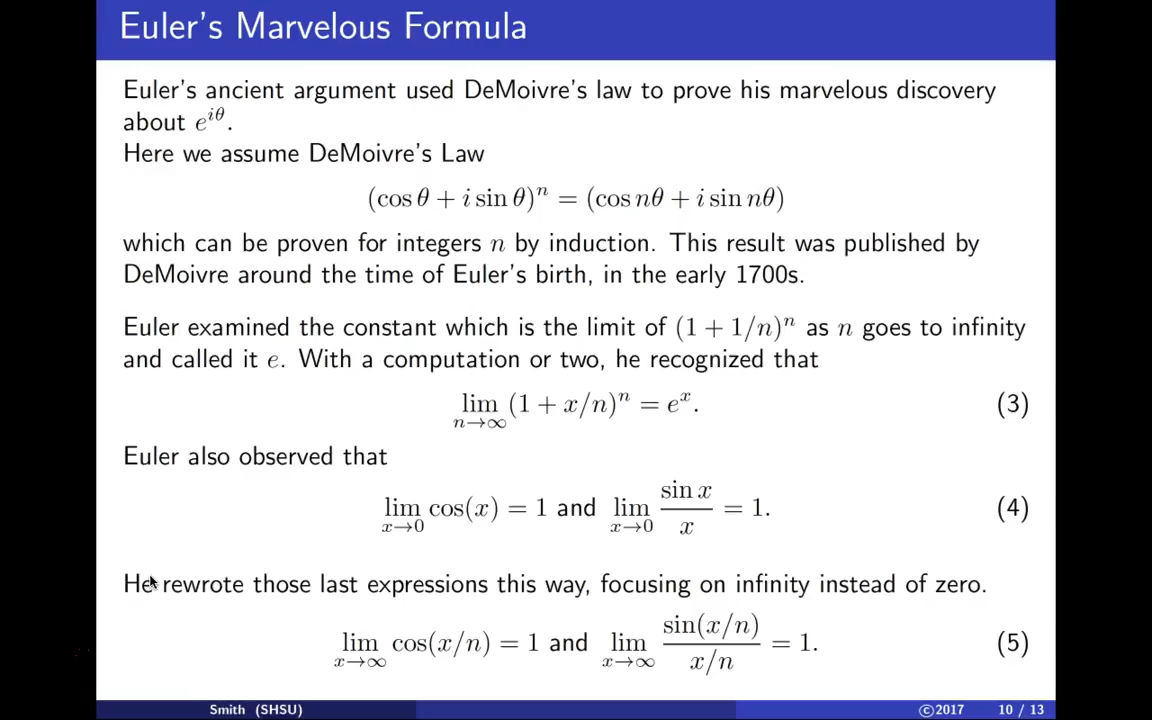 Euler's Marvelous Formula
Euler's ancient argument used DeMoivre's law to prove his marvelous discovery
about e^{iθ}.
Here we assume DeMoivre's Law
(cos θ + i sin θ)^n = (cos nθ + i sin nθ)
which can be proven for integers n by induction. This result was published by
DeMoivre around the time of Euler's birth, in the early 1700s.
Euler examined the constant which is the limit of (1 + 1/n)^n as n goes to infinity
and called it e. With a computation or two, he recognized that
lim_{n→∞} (1 + x/n)^n = e^x. (3)
Euler also observed that
lim_{x→0} cos(x) = 1 and lim_{x→0} \frac{sin x}{x} = 1. (4)
He rewrote those last expressions this way, focusing on infinity instead of zero.
lim_{x→∞} cos(x/n) = 1 and lim_{x→∞} \frac{sin(x/n)}{x/n} = 1. (5)
Smith (SHSU) ©2017 10 / 13